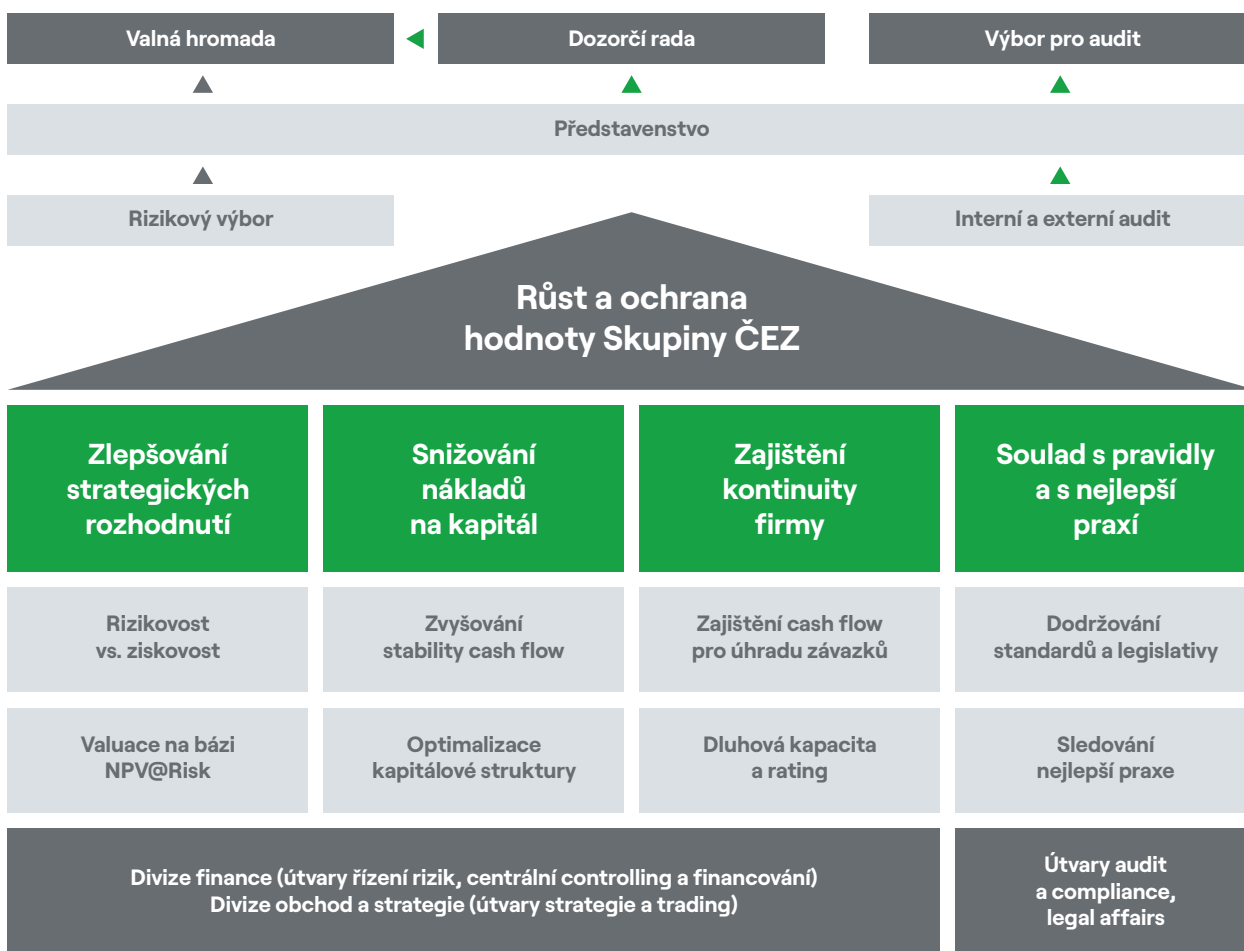 Valná hromada
Dozorčí rada
Výbor pro audit
Představenstvo
Rizikový výbor
Interní a externí audit
Růst a ochrana
hodnoty Skupiny ČEZ
Zlepšování
strategických
rozhodnutí
Snižování
nákladů
na kapitál
Zajištění
kontinuity
firmy
Soulad s pravidly
a s nejlepší
praxí
Rizikovost
vs. ziskovost
Zvyšování
stability cash flow
Zajištění cash flow
pro úhradu závazků
Dodržování
standardů a legislativy
Valuace na bázi
NPV@Risk
Optimalizace
kapitálové struktury
Dluhová kapacita
a rating
Sledování
nejlepší praxe
Divize finance (útvary řízení rizik, centrální controlling a financování)
Divize obchod a strategie (útvary strategie a trading)
Útvary audit
a compliance,
legal affairs